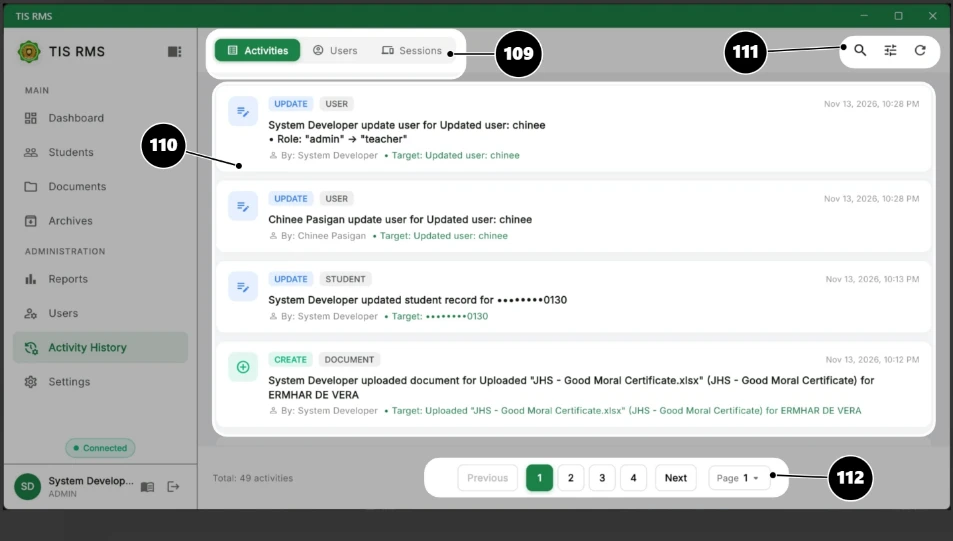 TIS RMS
TIS RMS
MAIN
Dashboard
Students
Documents
Archives
ADMINISTRATION
Reports
Users
Activity History
Settings
Connected
SD
System Develop...
ADMIN
Activities Users Sessions
109
111
110
UPDATE USER Nov 13, 2026, 10:28 PM
System Developer update user for Updated user: chinee
• Role: "admin" → "teacher"
By: System Developer • Target: Updated user: chinee
UPDATE USER Nov 13, 2026, 10:28 PM
Chinee Pasigan update user for Updated user: chinee
By: Chinee Pasigan • Target: Updated user: chinee
UPDATE STUDENT Nov 13, 2026, 10:13 PM
System Developer updated student record for ••••••••0130
By: System Developer • Target: ••••••••0130
CREATE DOCUMENT Nov 13, 2026, 10:12 PM
System Developer uploaded document for Uploaded "JHS - Good Moral Certificate.xlsx" (JHS - Good Moral Certificate) for
ERMHAR DE VERA
By: System Developer • Target: Uploaded "JHS - Good Moral Certificate.xlsx" (JHS - Good Moral Certificate) for ERMHAR DE VERA
Total: 49 activities
Previous 1 2 3 4 Next Page 1
112